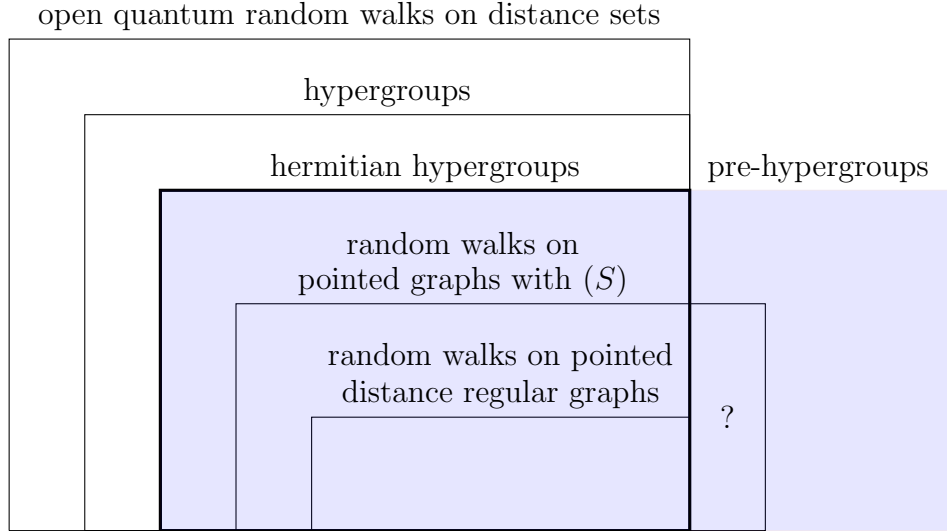 open quantum random walks on distance sets
hypergroups
hermitian hypergroups
pre-hypergroups
random walks on
pointed graphs with (S)
random walks on pointed
distance regular graphs
?